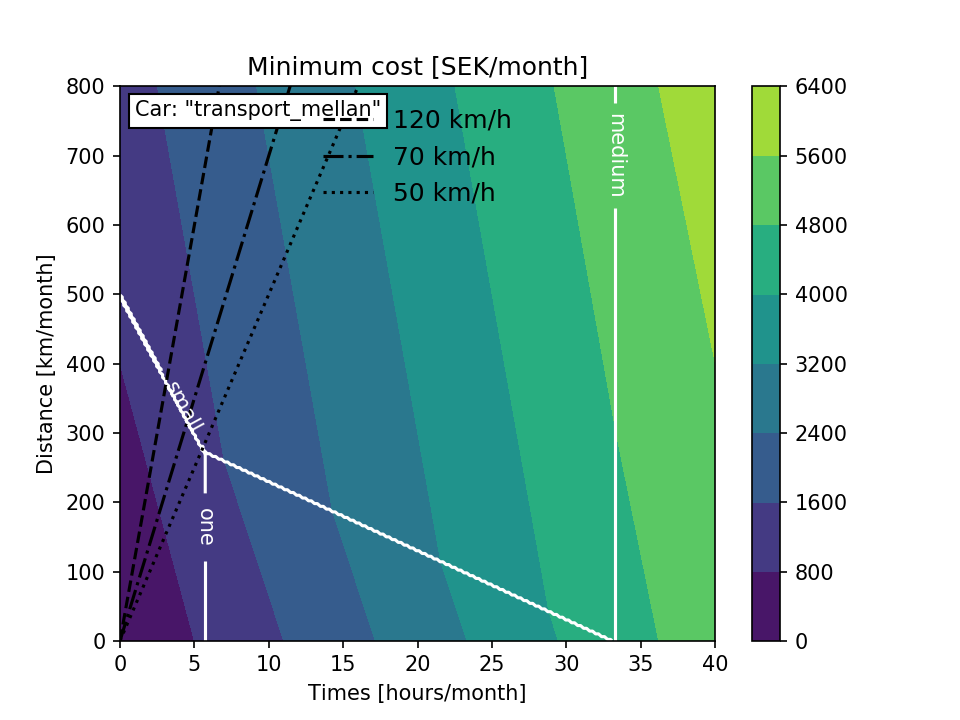 Minimum cost [SEK/month]
Car: "transport_mellan"
120 km/h
70 km/h
50 km/h
medium
small
one
Distance [km/month]
800
700
600
500
400
300
200
100
0
0
5
10
15
20
25
30
35
40
Times [hours/month]
6400
5600
4800
4000
3200
2400
1600
800
0